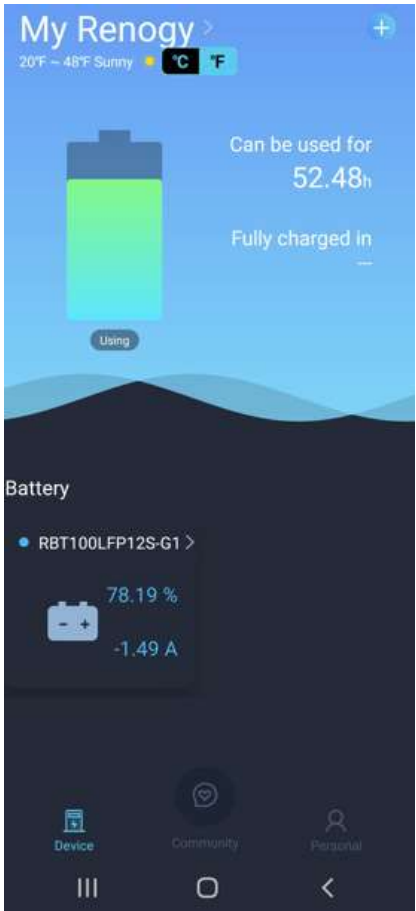 My Renogy
20°F ~ 48°F Sunny
°C °F
Can be used for
52.48h
Fully charged in
---
Using
Battery
RBT100LFP12S-G1
78.19 %
-1.49 A
Device
Community
Personal